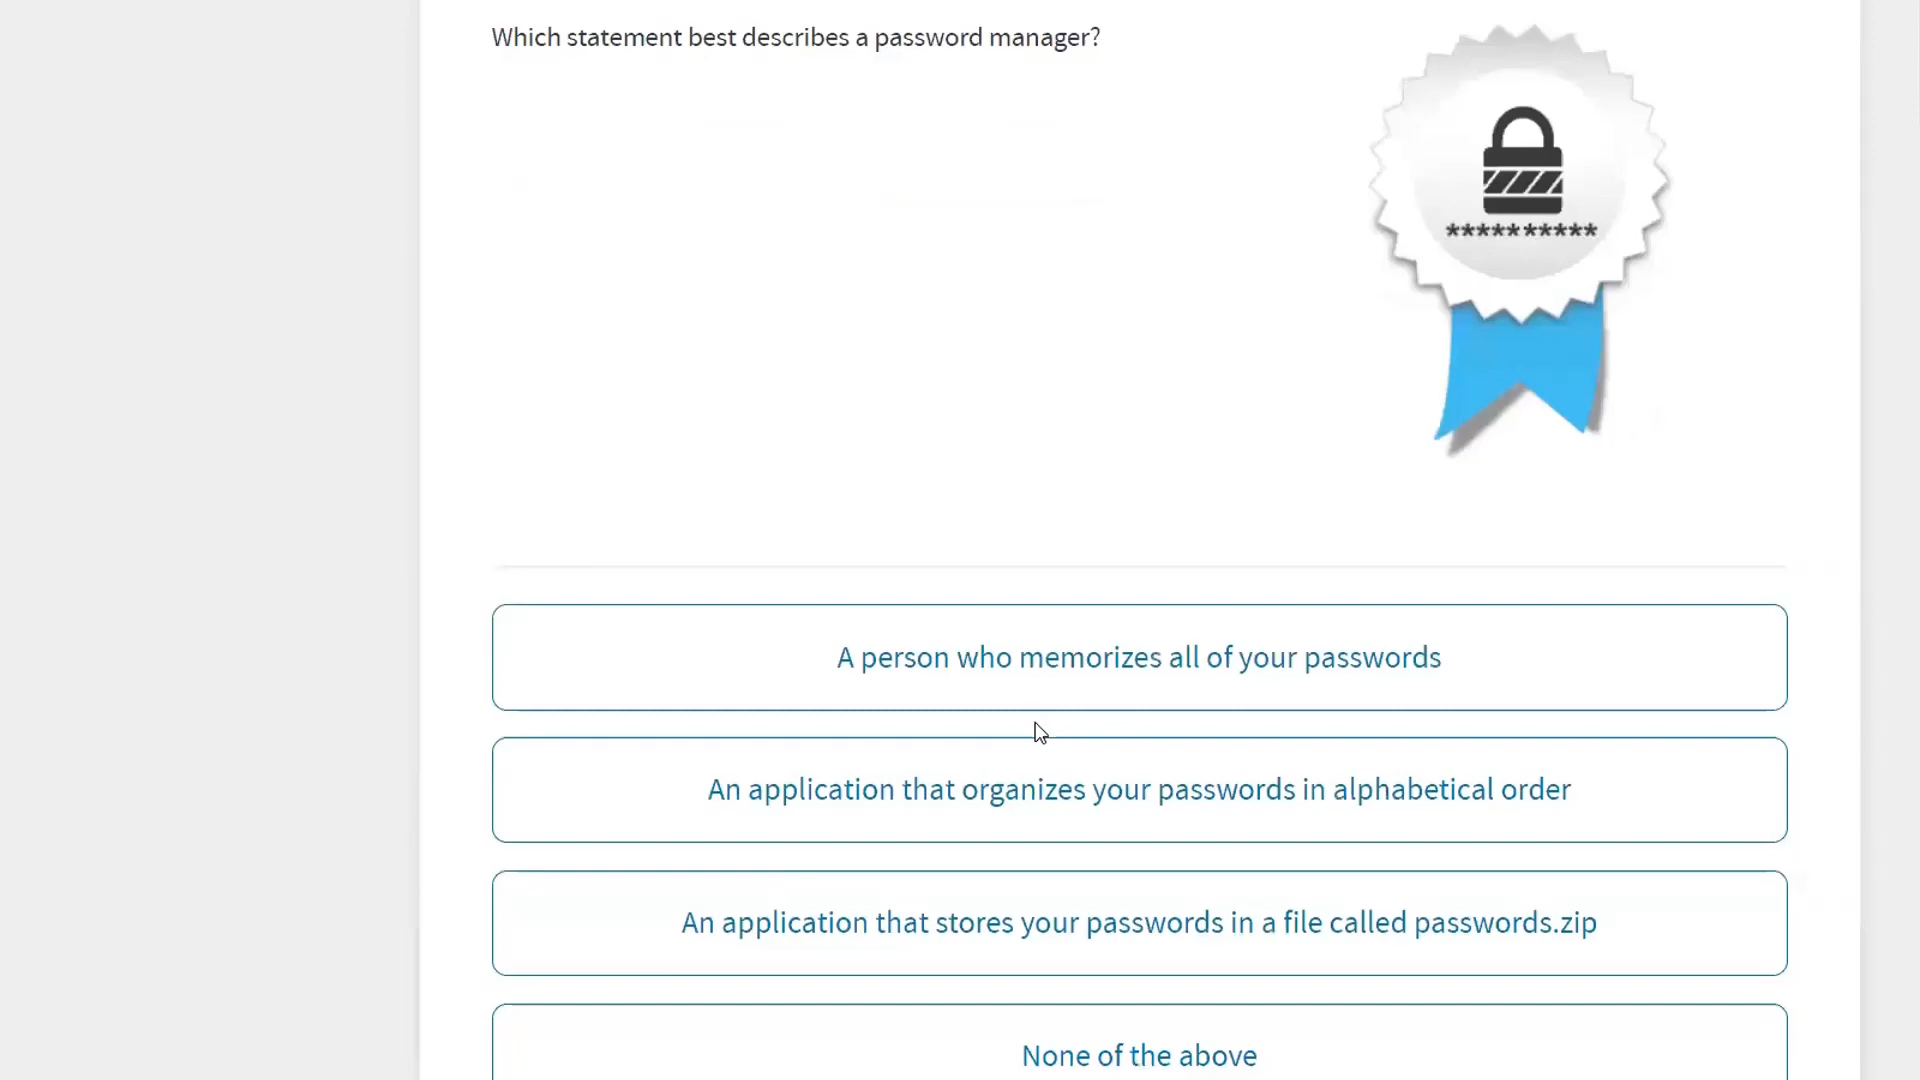 Which statement best describes a password manager?
**********
A person who memorizes all of your passwords
An application that organizes your passwords in alphabetical order
An application that stores your passwords in a file called passwords.zip
None of the above